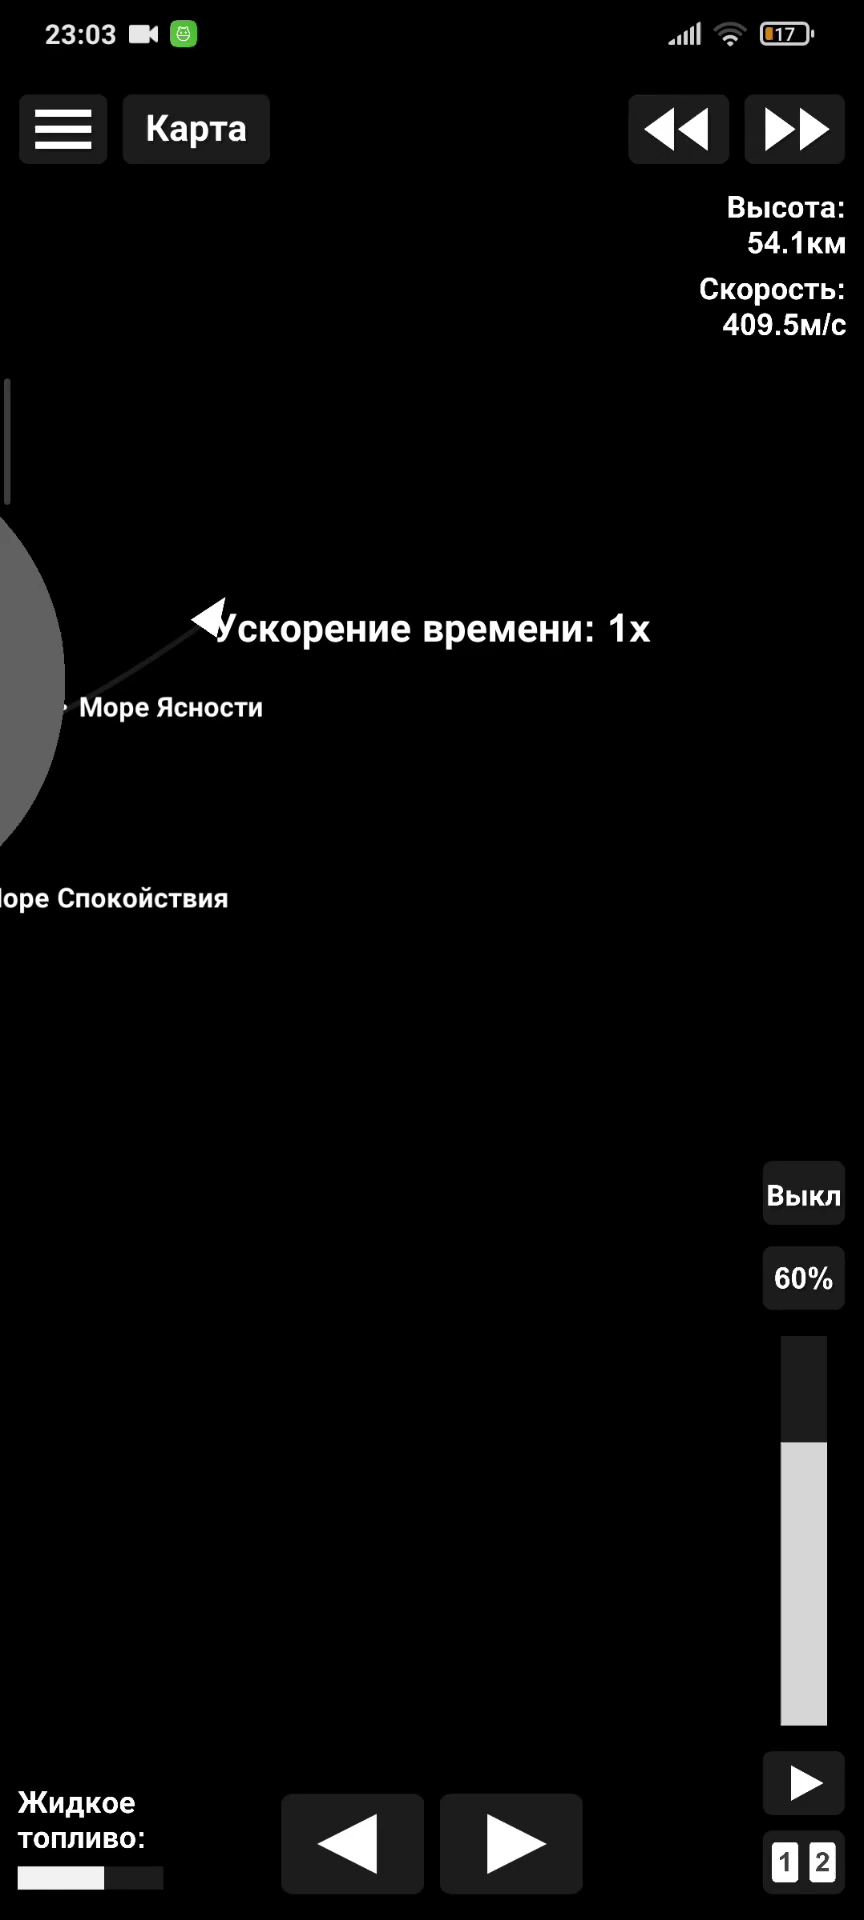 23:03
17
Карта
Высота:
54.1км
Скорость:
409.5м/с
Ускорение времени: 1x
Море Ясности
оре Спокойствия
Выкл
60%
Жидкое
топливо:
1 2